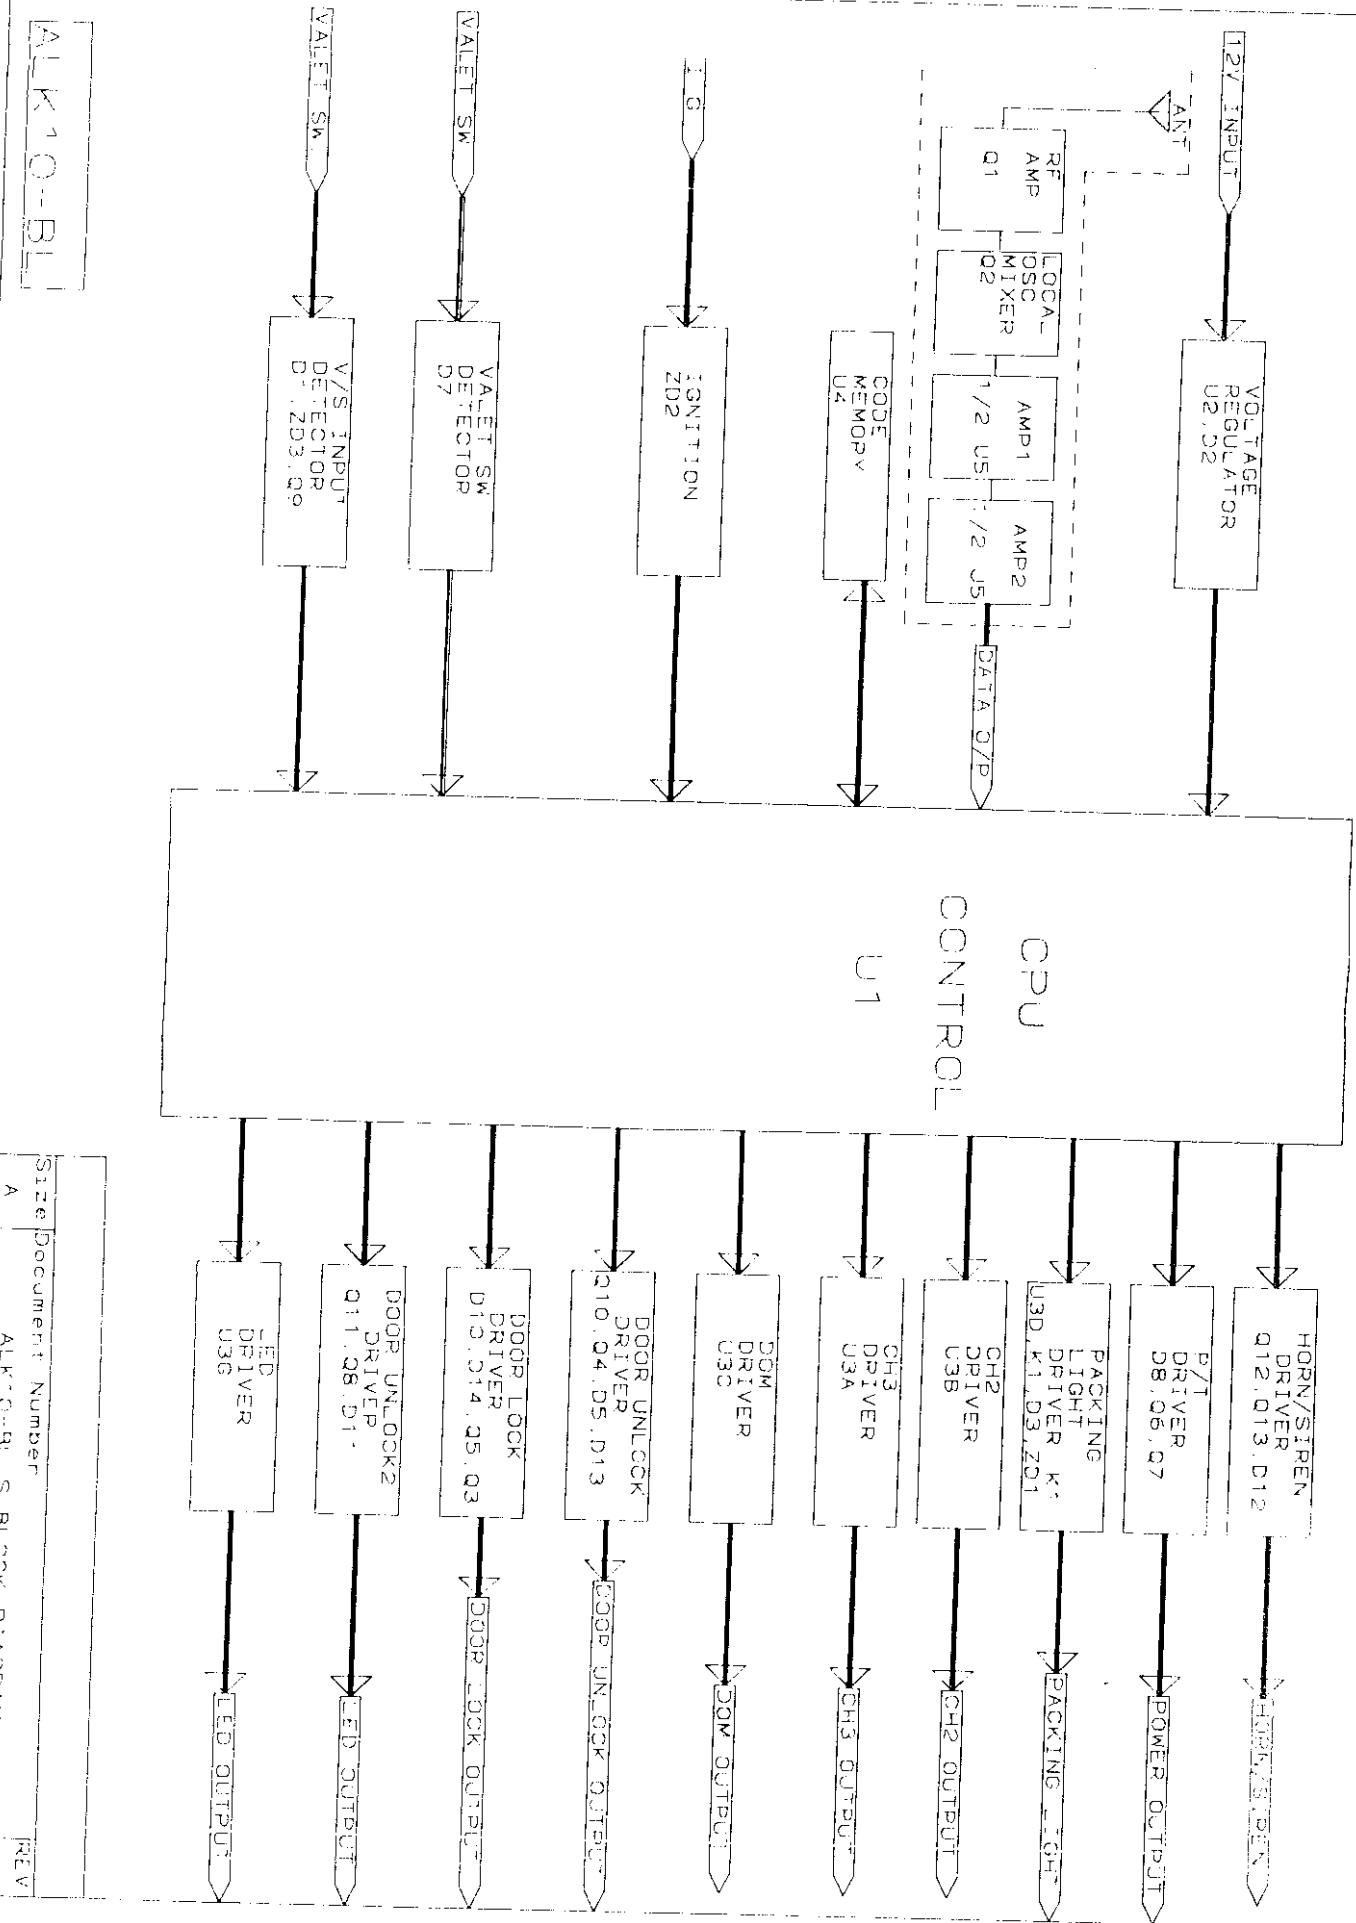 12V INPUT
VOLTAGE
REGULATOR
U2,D2
ANT
RF
AMP
Q1
LOCAL
OSC
MIXER
Q2
AMP1
1/2 U5
AMP2
DATA O/P
CODE
MEMORY
U4
IGNITION
ZD2
VALET SW
VALET SW
DETECTOR
D7
VALET SW
V/S INPUT
DETECTOR
CPU
CONTROL
U1
HORN/SIREN
DRIVER
Q12,Q13,D12
HORN/SIREN
P/T
DRIVER
D8,Q6,Q7
POWER OUTPUT
PACKING
LIGHT
DRIVER K1
U3D,K1,D3,ZD1
PACKING LIGHT
CH2
DRIVER
U3B
CH2 OUTPUT
CH3
DRIVER
U3A
CH3 OUTPUT
DOM
DRIVER
U3C
DOM OUTPUT
DOOR UNLOCK
DRIVER
Q10,Q4,D5,D13
DOOR UNLOCK OUTPUT
DOOR LOCK
DRIVER
D10,D14,Q5,Q3
DOOR LOCK OUTPUT
DOOR UNLOCK2
DRIVER
LED OUTPUT
LED
DRIVER
U3G
LED OUTPUT
ALK10-BL
Size
Document Number
REV
A